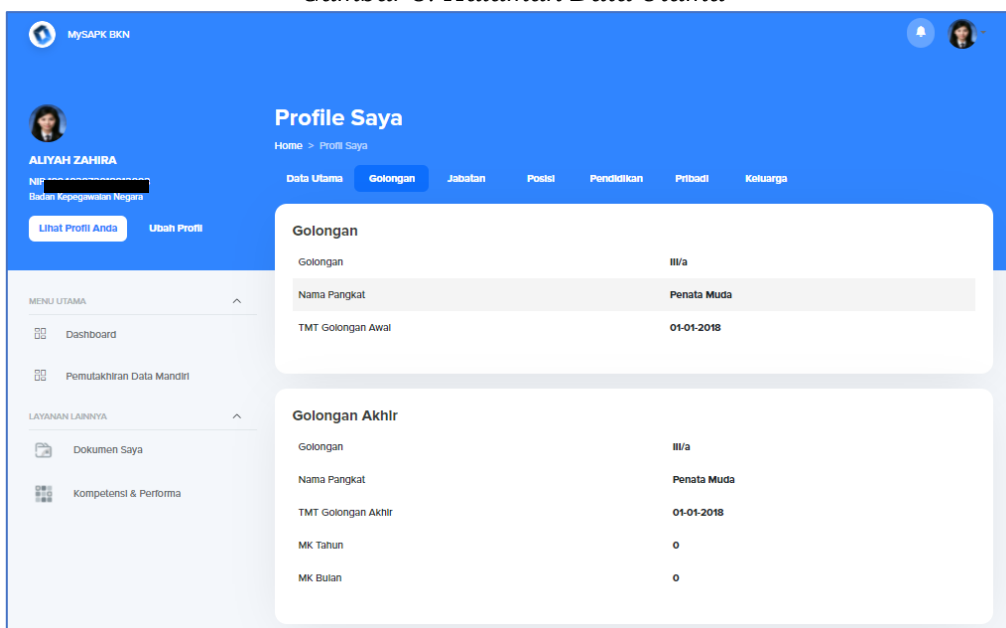 MySAPK BKN
Profile Saya
Home > Profil Saya
ALIYAH ZAHIRA
NIP
Badan Kepegawaian Negara
Lihat Profil Anda Ubah Profil
Data Utama Golongan Jabatan Posisi Pendidikan Pribadi Keluarga
MENU UTAMA
Dashboard
Pemutakhiran Data Mandiri
LAYANAN LAINNYA
Dokumen Saya
Kompetensi & Performa
Golongan
Golongan III/a
Nama Pangkat Penata Muda
TMT Golongan Awal 01-01-2018
Golongan Akhir
Golongan III/a
Nama Pangkat Penata Muda
TMT Golongan Akhir 01-01-2018
MK Tahun 0
MK Bulan 0